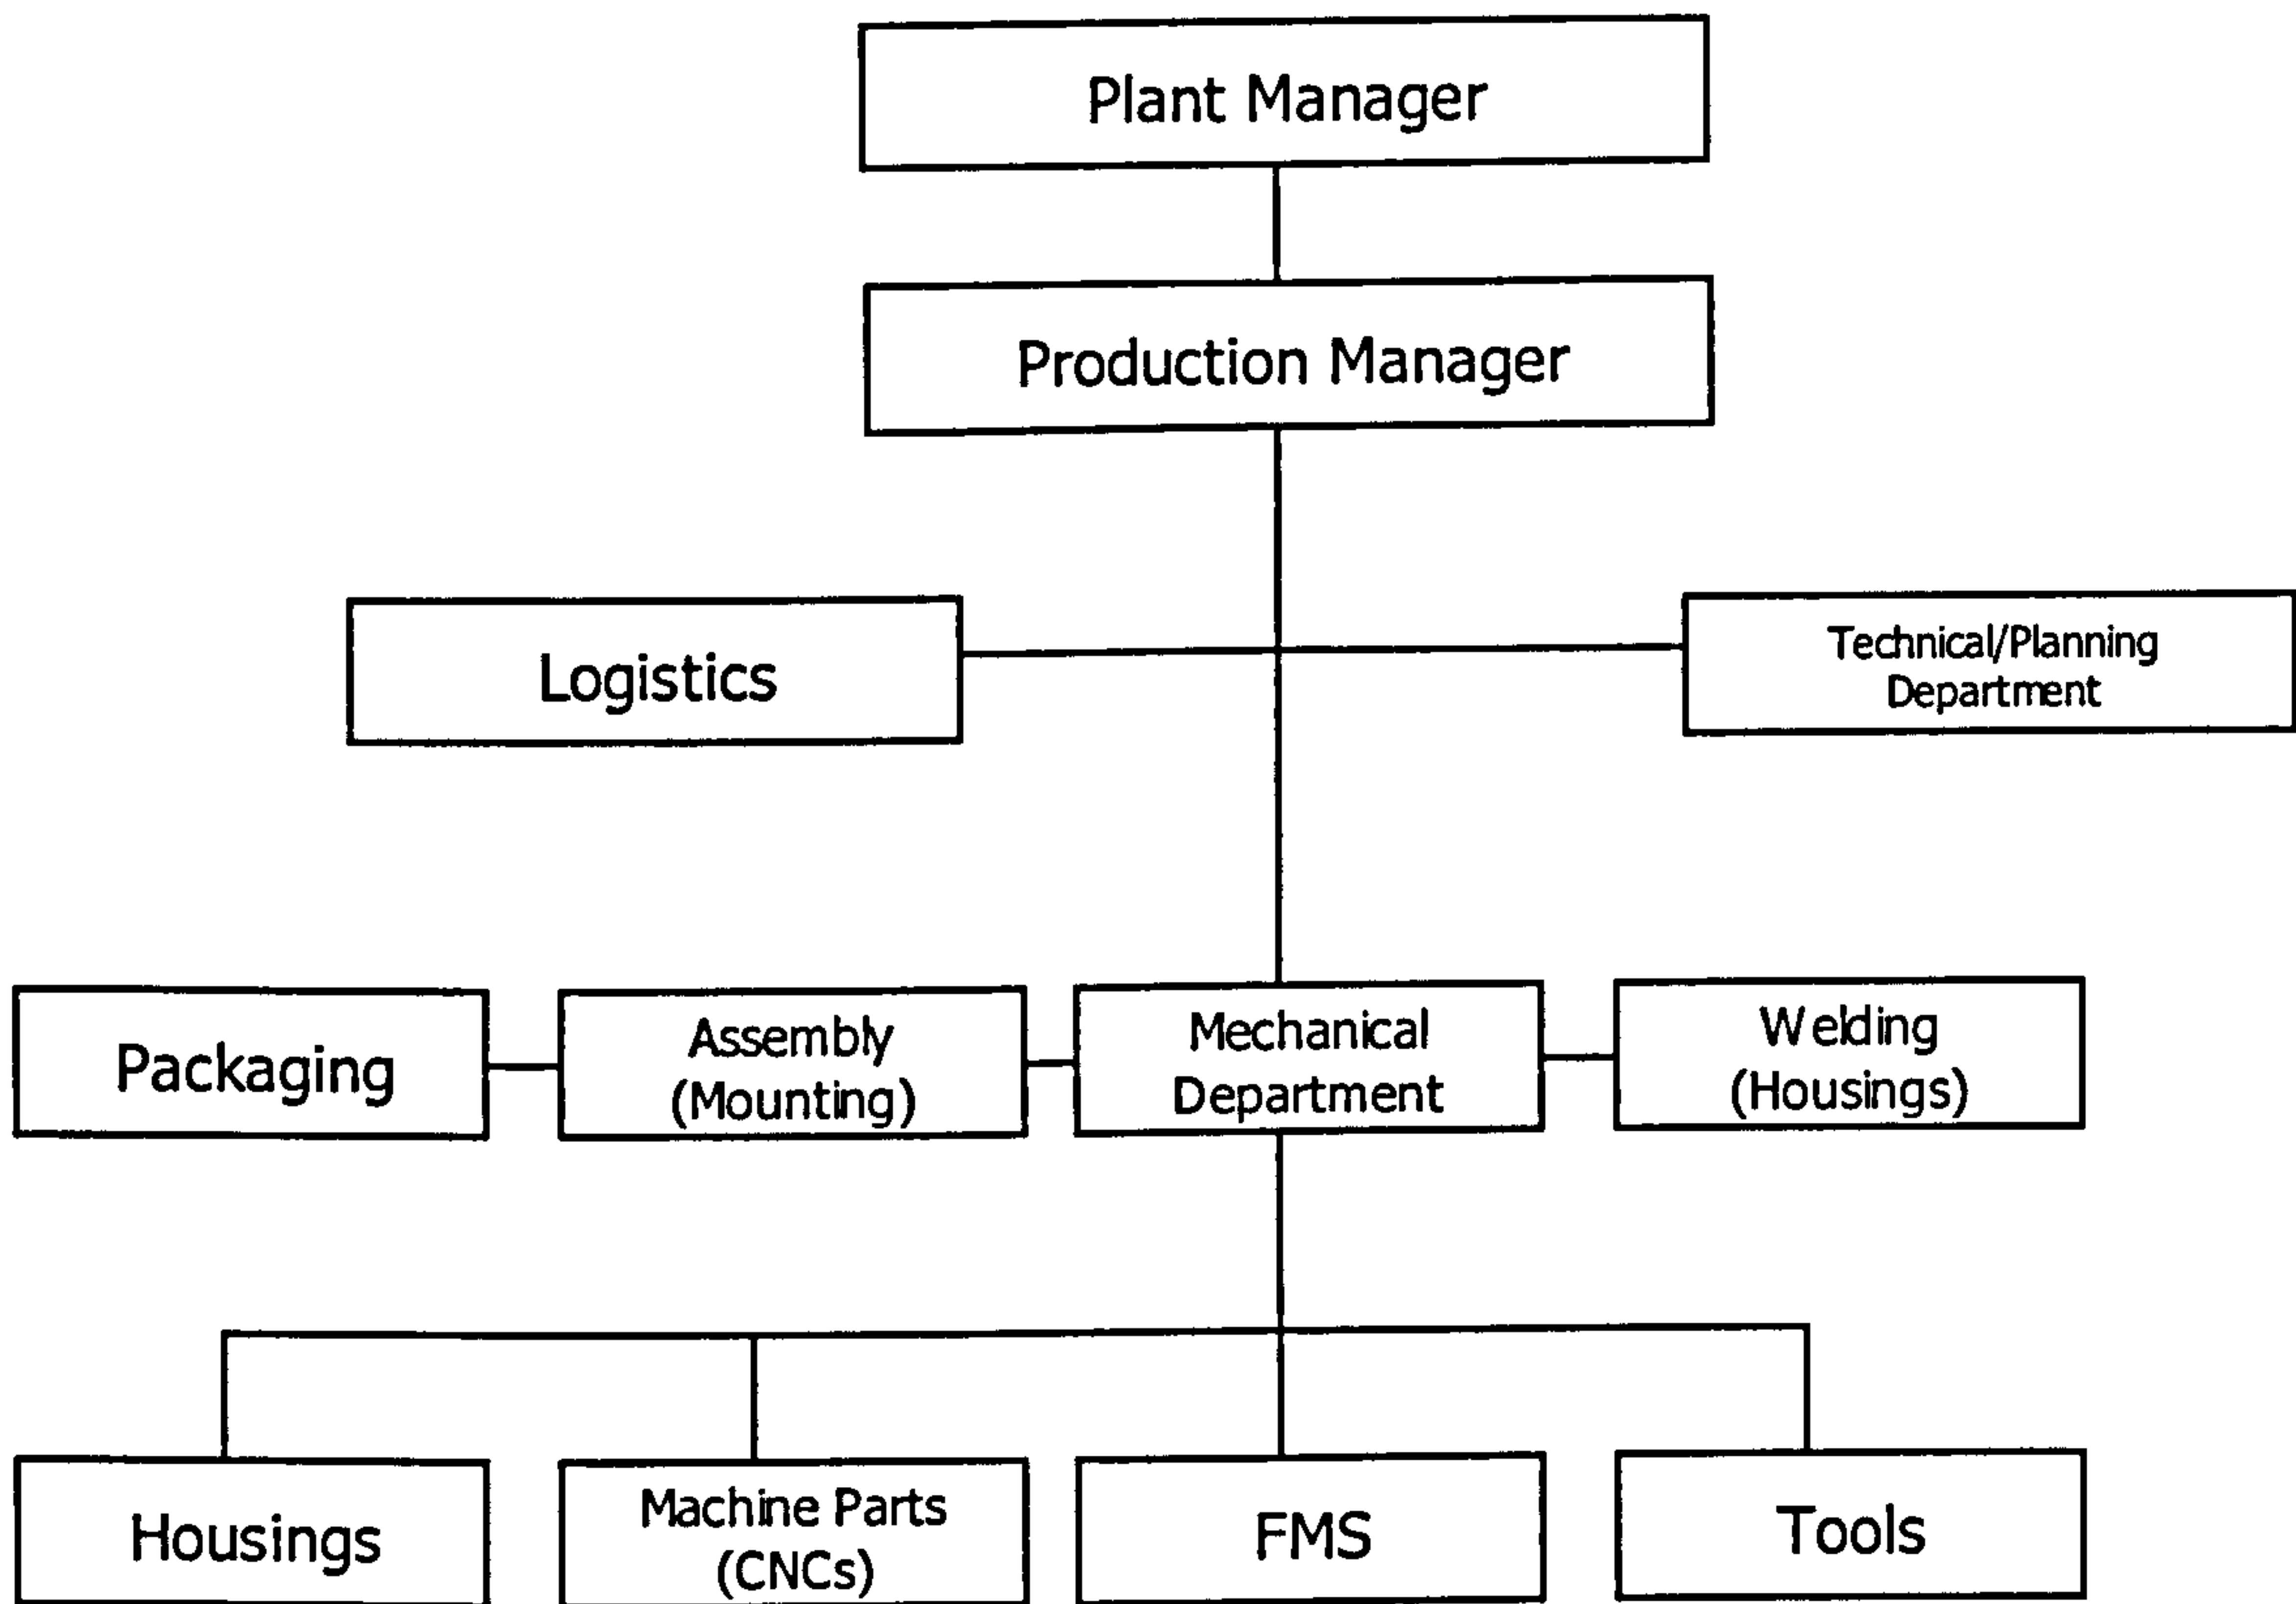 Plant Manager
Production Manager
Logistics
Technical/Planning
Department
Packaging
Assembly
(Mounting)
Mechanical
Department
Welding
(Housings)
Housings
Machine Parts
(CNCs)
FMS
Tools